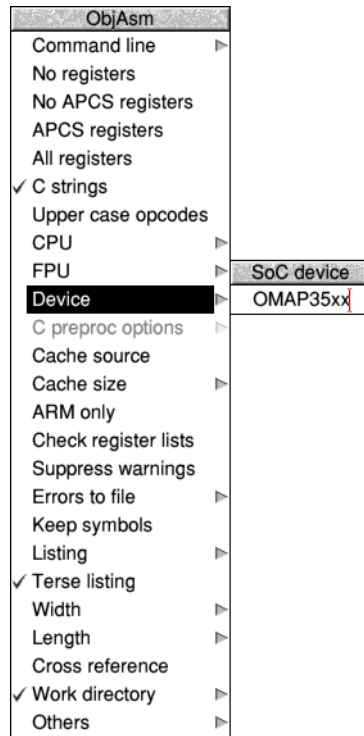 ObjAsm
Command line
No registers
No APCS registers
APCS registers
All registers
✓ C strings
Upper case opcodes
CPU
FPU
SoC device
Device
OMAP35xx
C preproc options
Cache source
Cache size
ARM only
Check register lists
Suppress warnings
Errors to file
Keep symbols
Listing
✓ Terse listing
Width
Length
Cross reference
✓ Work directory
Others